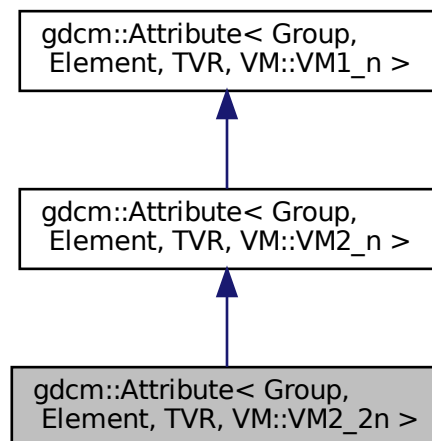 gdcm::Attribute< Group,
Element, TVR, VM::VM1_n >
gdcm::Attribute< Group,
Element, TVR, VM::VM2_n >
gdcm::Attribute< Group,
Element, TVR, VM::VM2_2n >